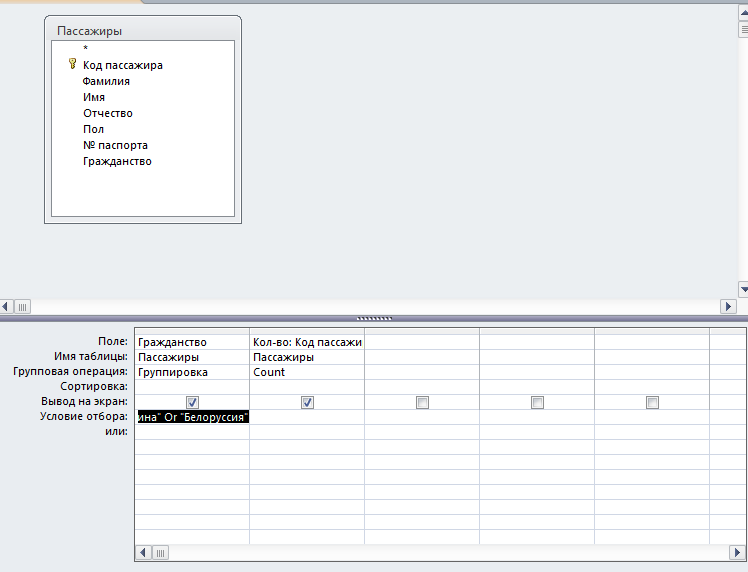 Пассажиры
*
Код пассажира
Фамилия
Имя
Отчество
Пол
№ паспорта
Гражданство
Поле: Гражданство Кол-во: Код пассажи
Имя таблицы: Пассажиры Пассажиры
Групповая операция: Группировка Count
Сортировка:
Вывод на экран:
Условие отбора: ина" Or "Белоруссия"
или: